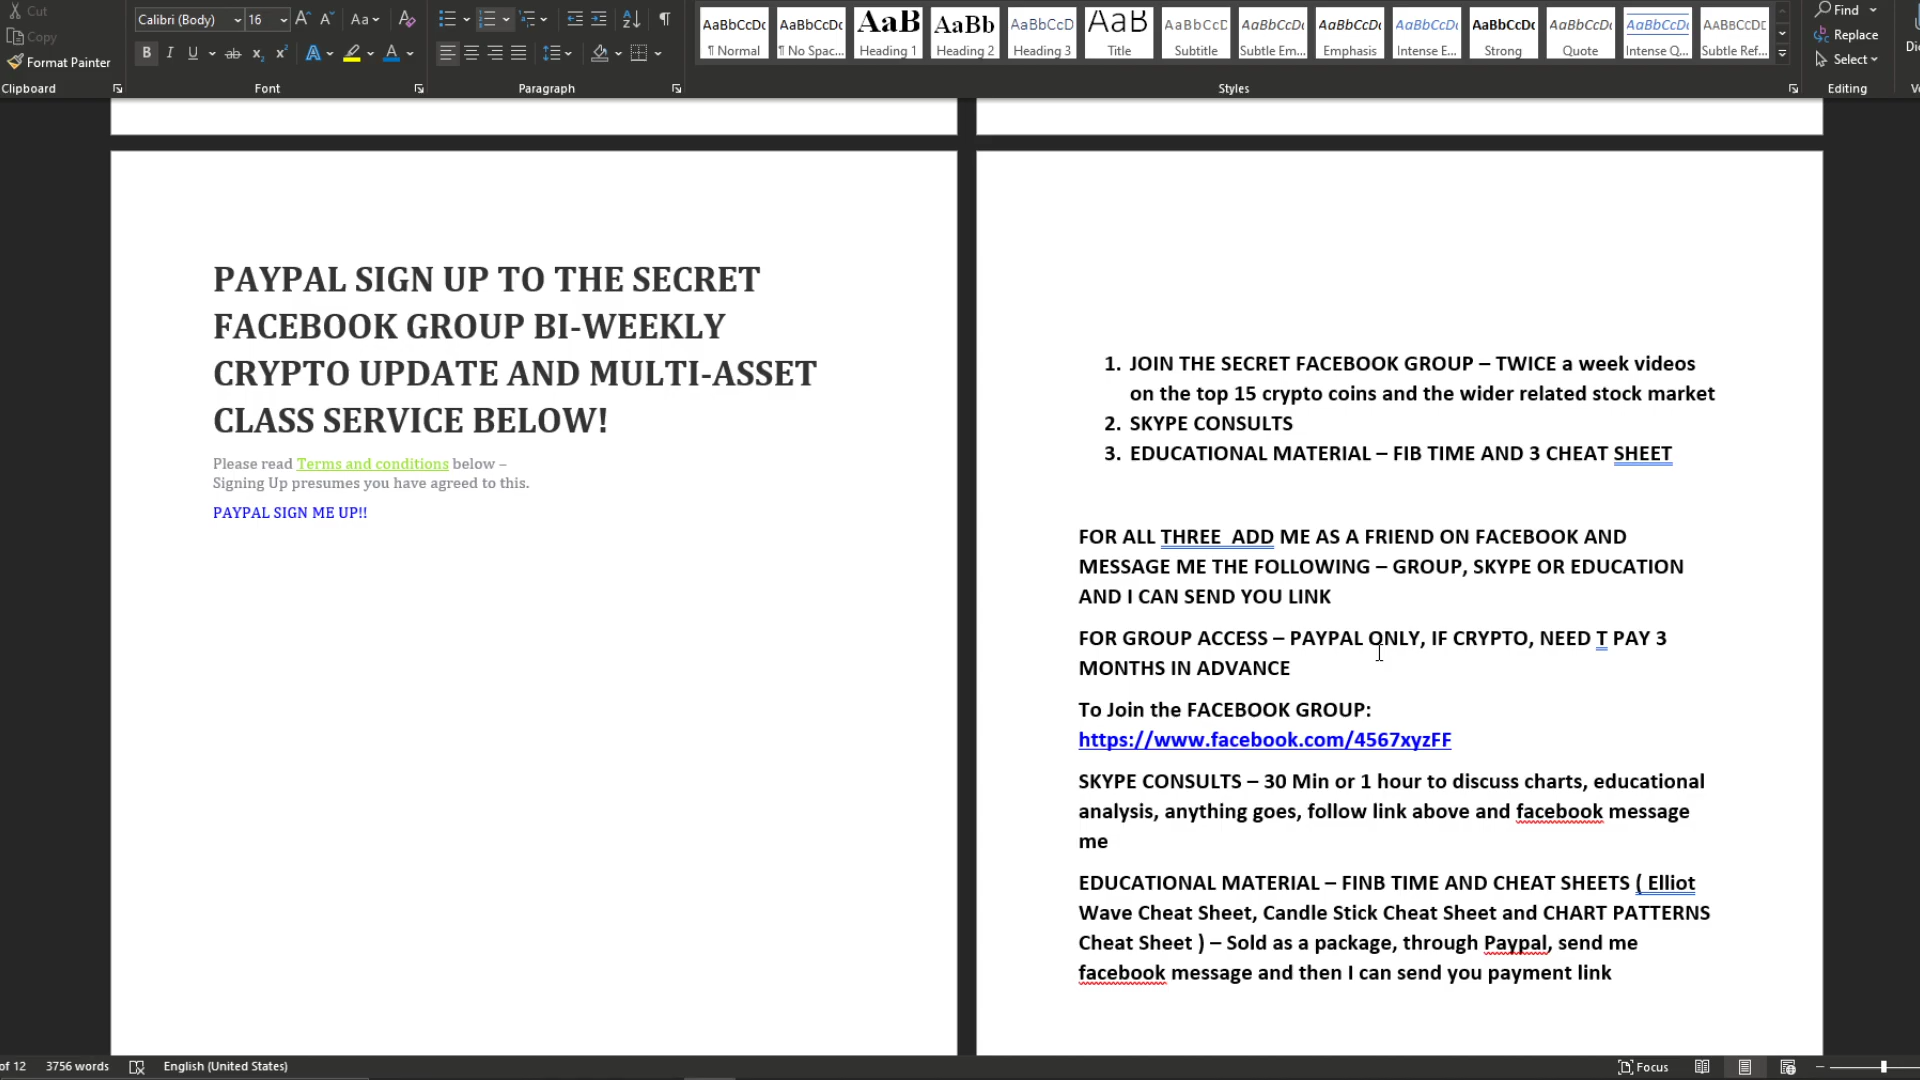 Cut
Copy
Format Painter
Clipboard
Calibri (Body)
16
Aa
Font
Paragraph
AaBbCcDc
¶ Normal
AaBbCcDc
¶ No Spac...
AaB
Heading 1
AaBb
Heading 2
AaBbCcD
Heading 3
AaB
Title
AaBbCcD
Subtitle
AaBbCcDc
Subtle Em...
AaBbCcDc
Emphasis
AaBbCcDc
Intense E...
AaBbCcDc
Strong
AaBbCcDc
Quote
AaBbCcDc
Intense Q...
AABBCCDD
Subtle Ref...
Styles
Find
Replace
Select
Editing
PAYPAL SIGN UP TO THE SECRET
FACEBOOK GROUP BI-WEEKLY
CRYPTO UPDATE AND MULTI-ASSET
CLASS SERVICE BELOW!
Please read Terms and conditions below –
Signing Up presumes you have agreed to this.
PAYPAL SIGN ME UP!!
1. JOIN THE SECRET FACEBOOK GROUP – TWICE a week videos
on the top 15 crypto coins and the wider related stock market
2. SKYPE CONSULTS
3. EDUCATIONAL MATERIAL – FIB TIME AND 3 CHEAT SHEET
FOR ALL THREE  ADD ME AS A FRIEND ON FACEBOOK AND
MESSAGE ME THE FOLLOWING – GROUP, SKYPE OR EDUCATION
AND I CAN SEND YOU LINK
FOR GROUP ACCESS – PAYPAL ONLY, IF CRYPTO, NEED T PAY 3
MONTHS IN ADVANCE
To Join the FACEBOOK GROUP:
https://www.facebook.com/4567xyzFF
SKYPE CONSULTS – 30 Min or 1 hour to discuss charts, educational
analysis, anything goes, follow link above and facebook message
me
EDUCATIONAL MATERIAL – FINB TIME AND CHEAT SHEETS ( Elliot
Wave Cheat Sheet, Candle Stick Cheat Sheet and CHART PATTERNS
Cheat Sheet ) – Sold as a package, through Paypal, send me
facebook message and then I can send you payment link
of 12
3756 words
English (United States)
Focus